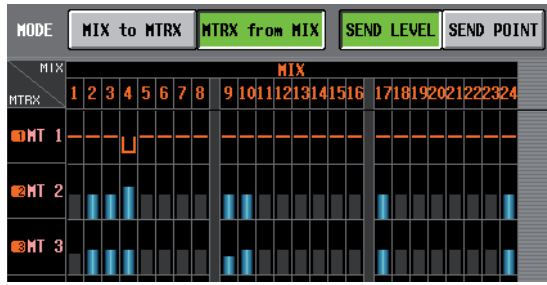 MODE MIX to MTRX MTRX from MIX SEND LEVEL SEND POINT
MIX MIX
MTRX 1 2 3 4 5 6 7 8 9 10 11 12 13 14 15 16 17 18 19 20 21 22 23 24
1 MT 1
2 MT 2
3 MT 3